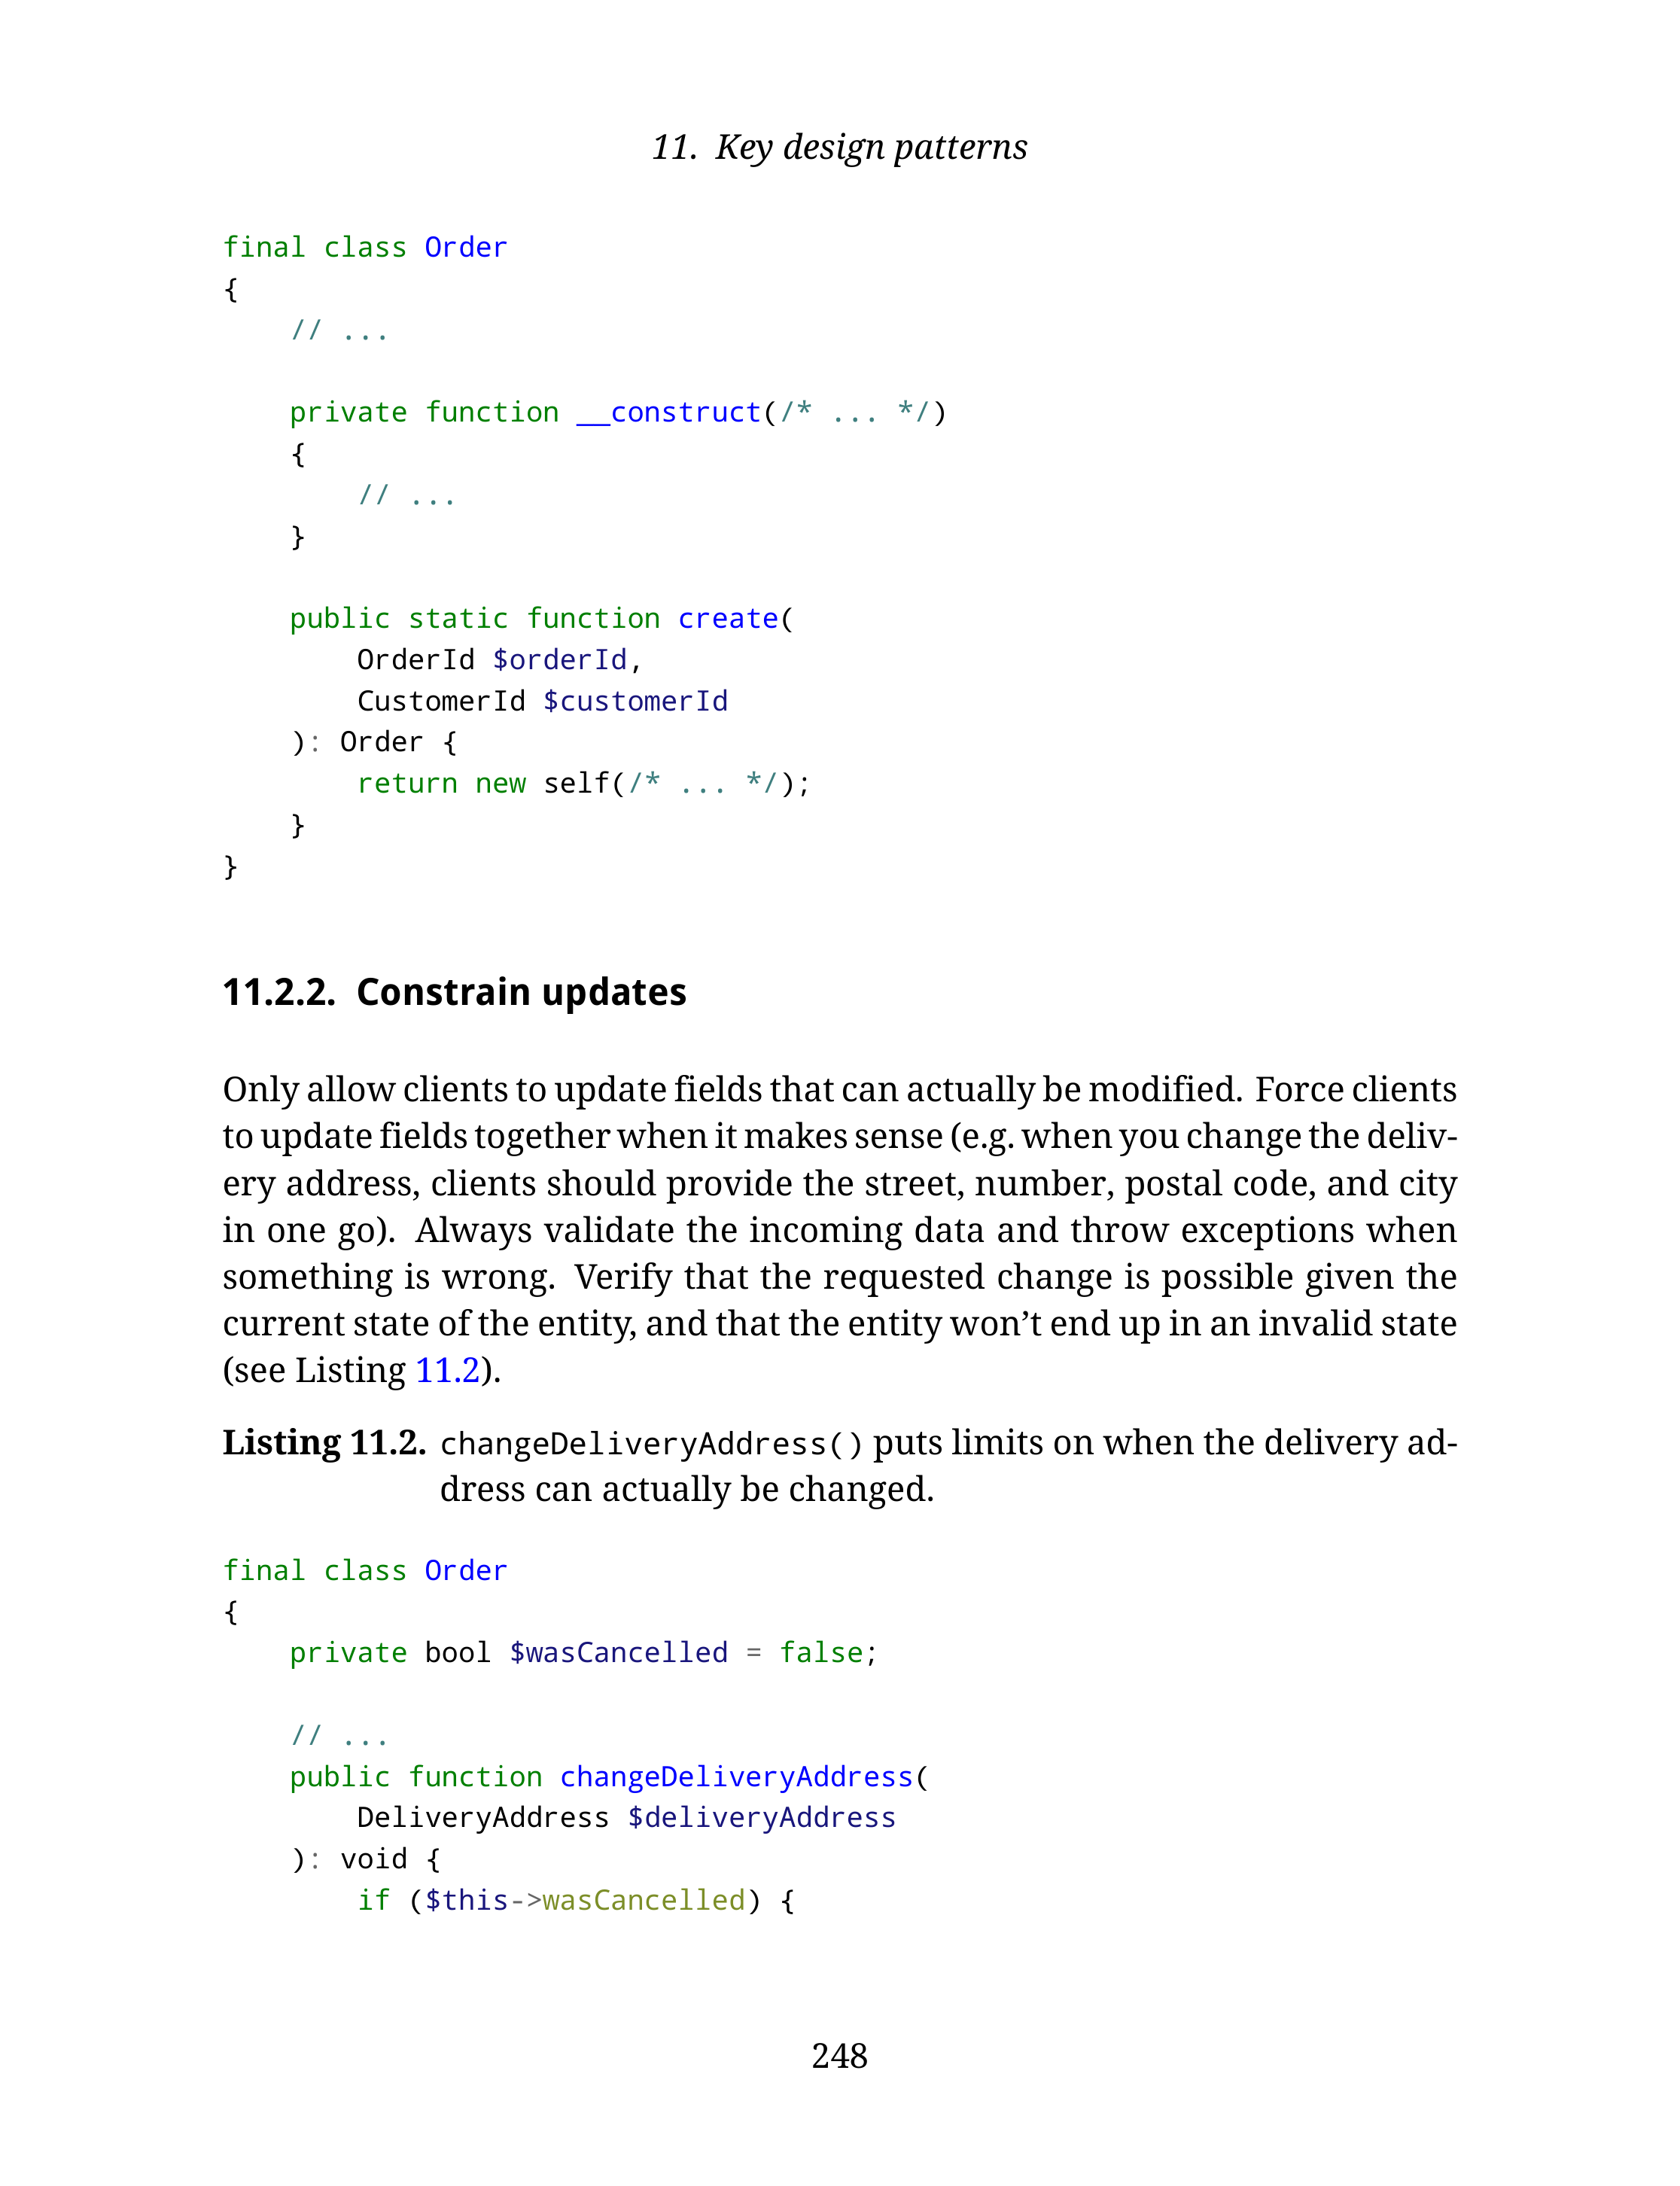 11. Key design patterns
final class Order
{
    // ...

    private function __construct(/* ... */)
    {
        // ...
    }

    public static function create(
        OrderId $orderId,
        CustomerId $customerId
    ): Order {
        return new self(/* ... */);
    }
}
11.2.2. Constrain updates
Only allow clients to update fields that can actually be modified. Force clients
to update fields together when it makes sense (e.g. when you change the deliv-
ery address, clients should provide the street, number, postal code, and city
in one go). Always validate the incoming data and throw exceptions when
something is wrong. Verify that the requested change is possible given the
current state of the entity, and that the entity won’t end up in an invalid state
(see Listing 11.2).
Listing 11.2. changeDeliveryAddress() puts limits on when the delivery ad-
dress can actually be changed.
final class Order
{
    private bool $wasCancelled = false;

    // ...
    public function changeDeliveryAddress(
        DeliveryAddress $deliveryAddress
    ): void {
        if ($this->wasCancelled) {
248